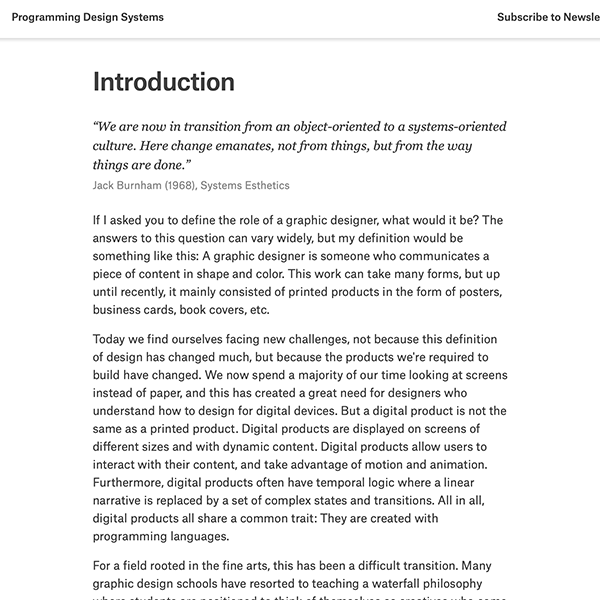 Programming Design Systems
Subscribe to Newsle
Introduction
“We are now in transition from an object-oriented to a systems-oriented
culture. Here change emanates, not from things, but from the way
things are done.”
Jack Burnham (1968), Systems Esthetics
If I asked you to define the role of a graphic designer, what would it be? The
answers to this question can vary widely, but my definition would be
something like this: A graphic designer is someone who communicates a
piece of content in shape and color. This work can take many forms, but up
until recently, it mainly consisted of printed products in the form of posters,
business cards, book covers, etc.
Today we find ourselves facing new challenges, not because this definition
of design has changed much, but because the products we're required to
build have changed. We now spend a majority of our time looking at screens
instead of paper, and this has created a great need for designers who
understand how to design for digital devices. But a digital product is not the
same as a printed product. Digital products are displayed on screens of
different sizes and with dynamic content. Digital products allow users to
interact with their content, and take advantage of motion and animation.
Furthermore, digital products often have temporal logic where a linear
narrative is replaced by a set of complex states and transitions. All in all,
digital products all share a common trait: They are created with
programming languages.
For a field rooted in the fine arts, this has been a difficult transition. Many
graphic design schools have resorted to teaching a waterfall philosophy
where students are positioned to think of themselves as creatives who come